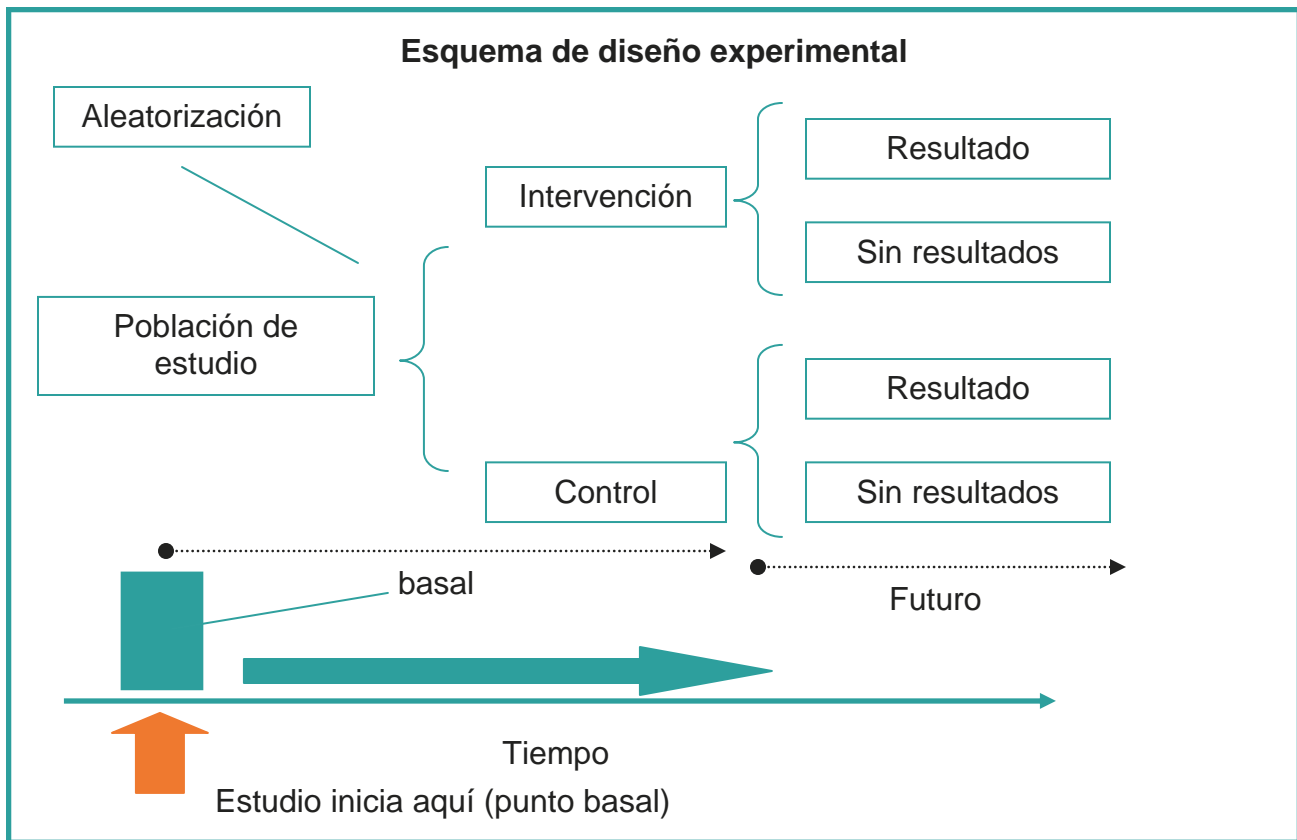 Esquema de diseño experimental
Aleatorización
Población de
estudio
Intervención
Control
Resultado
Sin resultados
Resultado
Sin resultados
basal
Futuro
Tiempo
Estudio inicia aquí (punto basal)